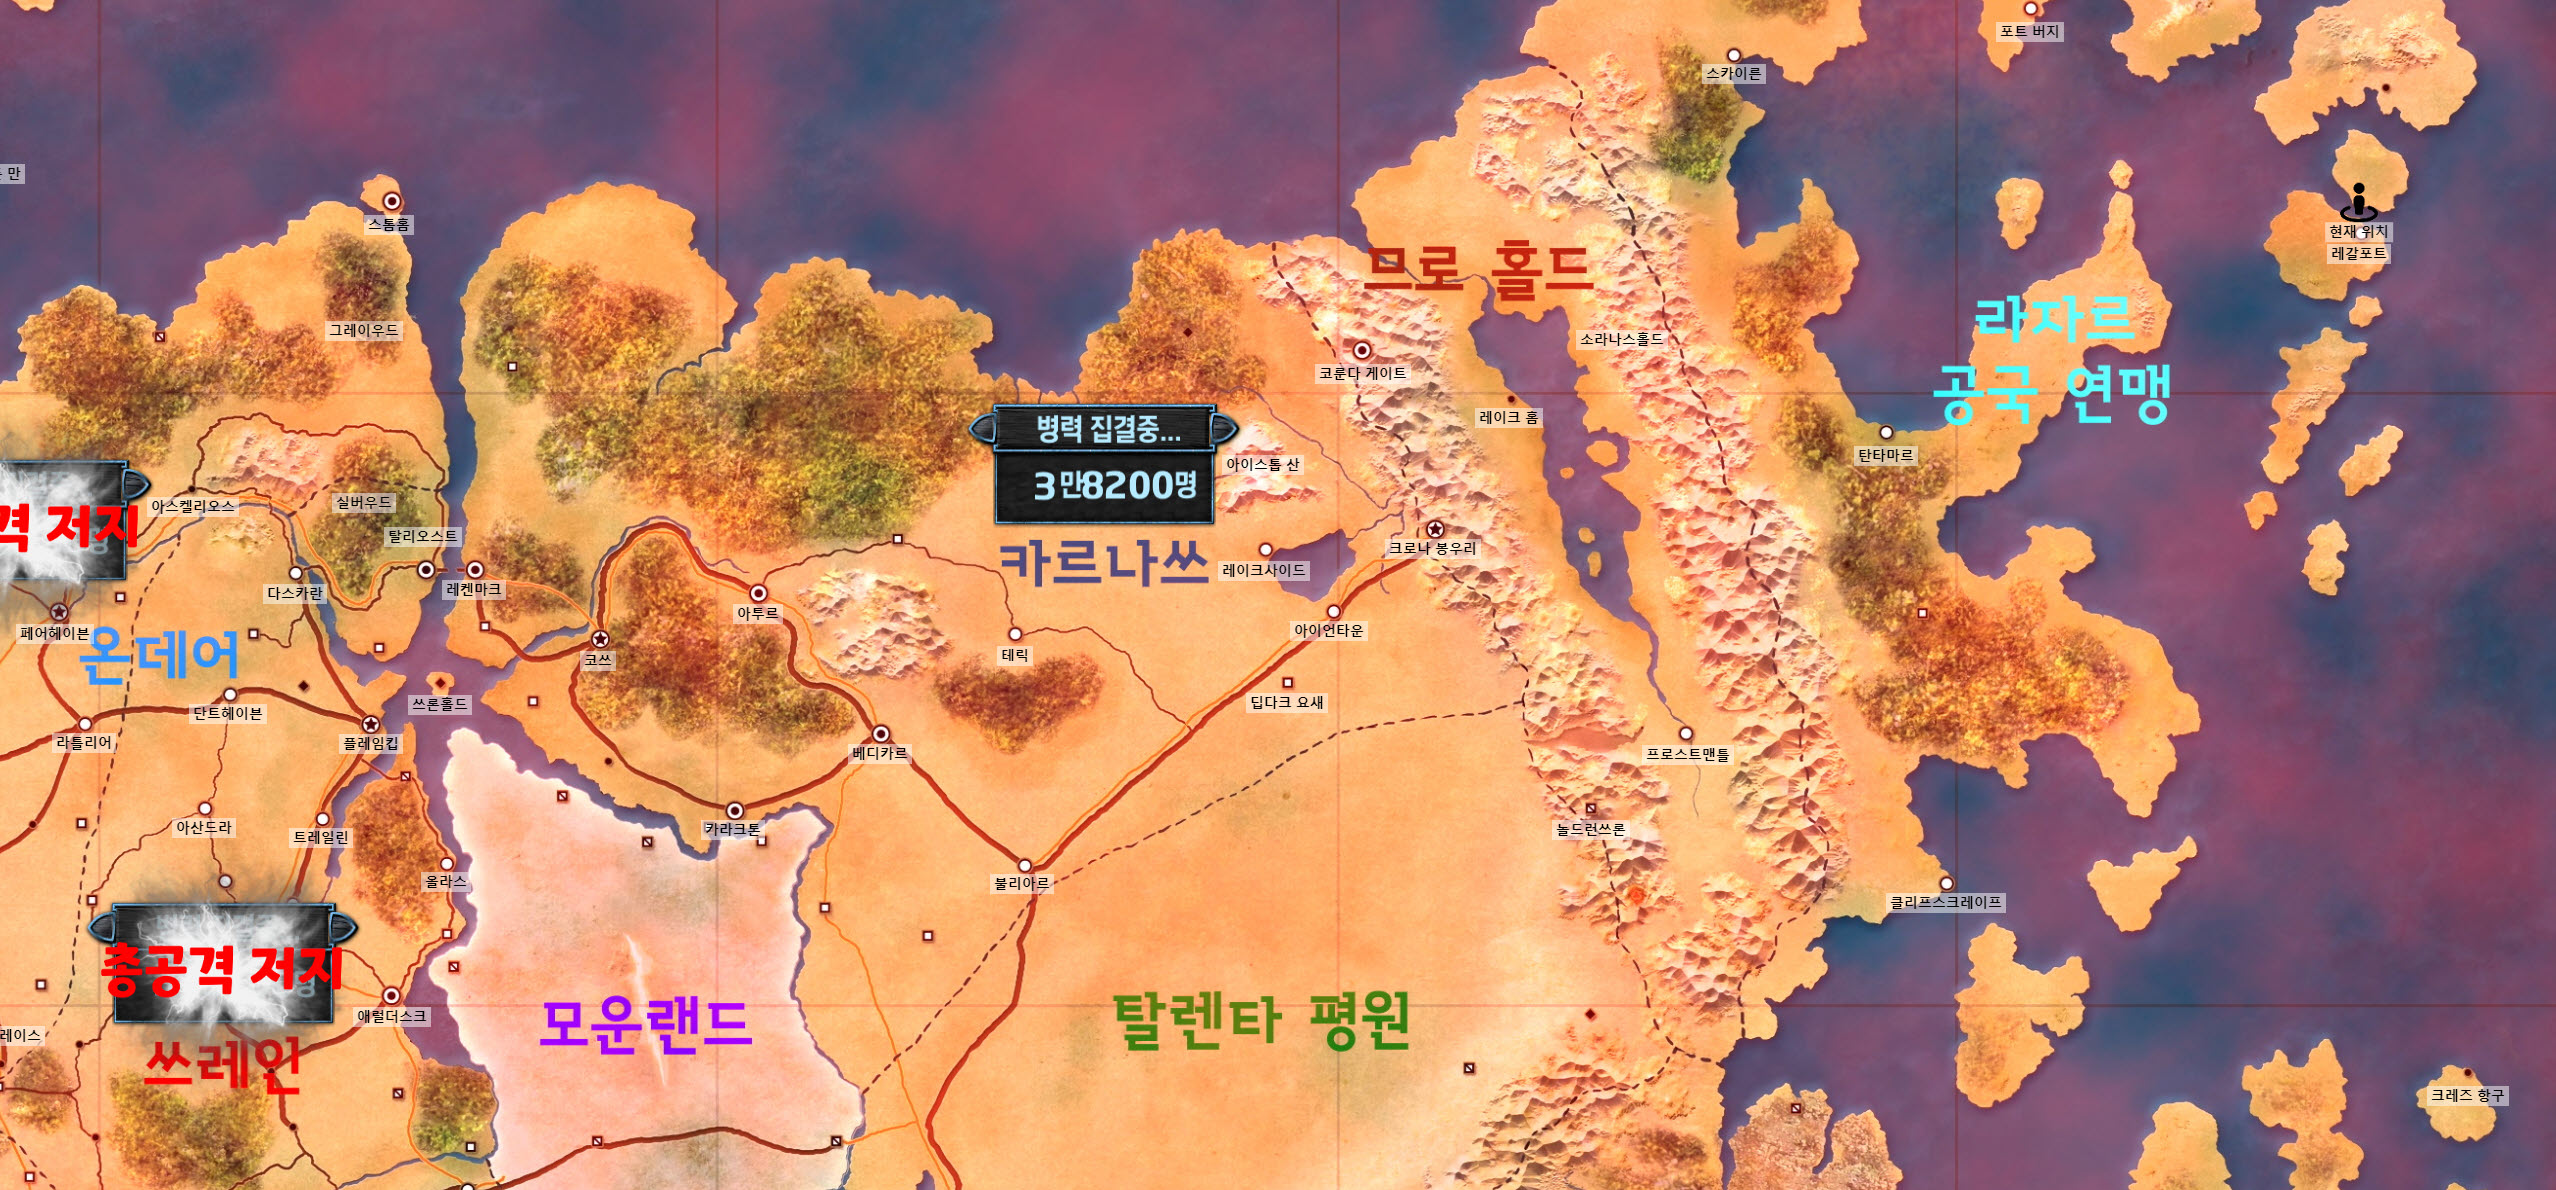 포트 버지
스카이른
만
스톰홈
현재 위치
레갈포트
므로 홀드
라자르
공국 연맹
그레이우드
소라나스홀드
코룬다 게이트
레이크 홈
병력 집결중...
3만8200명
아이스톱 산
탄타마르
격 저지
아스켈리오스
실버우드
탈리오스트
카르나쓰
크로나 봉우리
레이크사이드
다스카란
레켄마크
아투르
페어헤이븐
온데어
코쓰
테릭
아이언타운
딥다크 요새
쓰론홀드
단트헤이븐
라틀리어
플레임킵
베디카르
프로스트맨틀
아산드라
트레일린
카라크톤
놀드런쓰론
올라스
불리아르
클리프스크레이프
총공격 저지
명
애럴더스크
모운랜드
탈렌타 평원
레이스
쓰레인
크레즈 항구